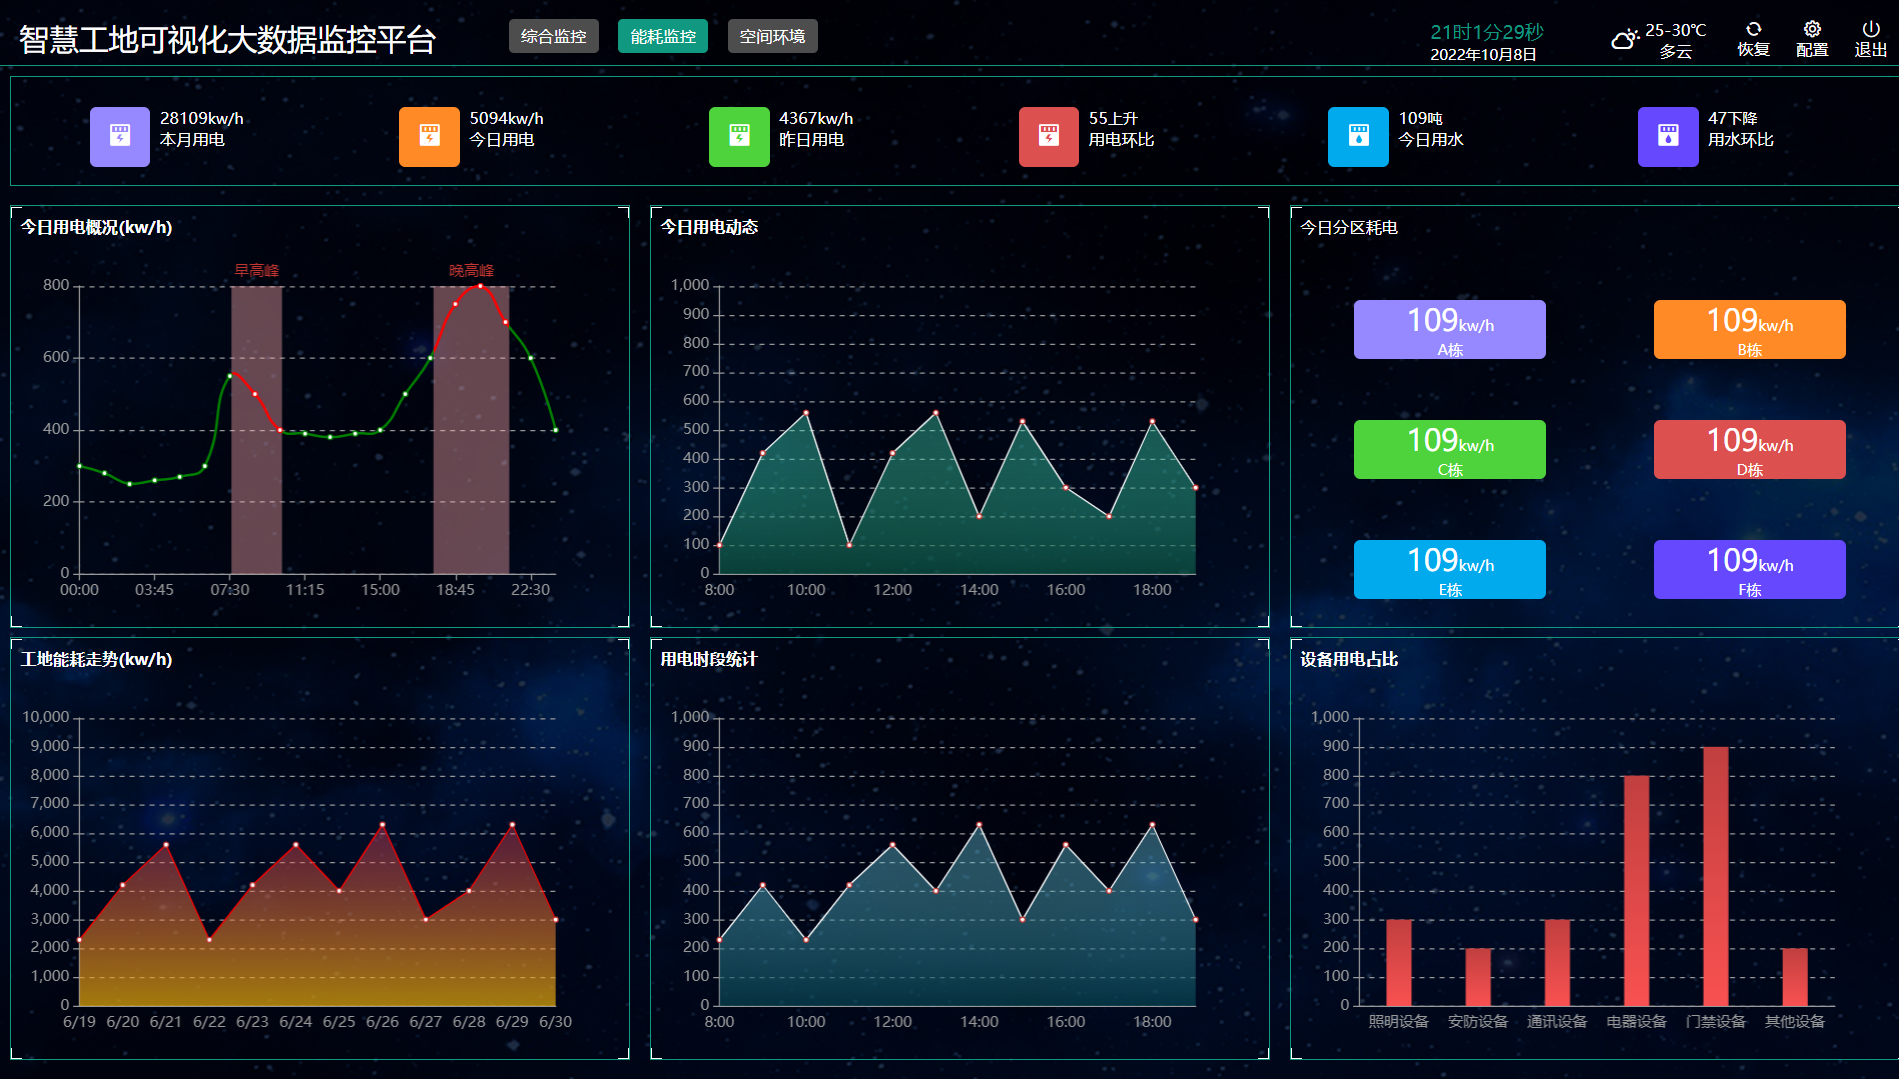 智慧工地可视化大数据监控平台
综合监控
能耗监控
空间环境
21时1分29秒
2022年10月8日
25-30℃
多云
恢复
配置
退出
28109kw/h
本月用电
5094kw/h
今日用电
4367kw/h
昨日用电
55上升
用电环比
109吨
今日用水
47下降
用水环比
今日用电概况(kw/h)
早高峰
晚高峰
800
600
400
200
0
00:00 03:45 07:30 11:15 15:00 18:45 22:30
今日用电动态
1,000
900
800
700
600
500
400
300
200
100
0
8:00 10:00 12:00 14:00 16:00 18:00
今日分区耗电
109kw/h
A栋
109kw/h
B栋
109kw/h
C栋
109kw/h
D栋
109kw/h
E栋
109kw/h
F栋
工地能耗走势(kw/h)
10,000
9,000
8,000
7,000
6,000
5,000
4,000
3,000
2,000
1,000
0
6/19 6/20 6/21 6/22 6/23 6/24 6/25 6/26 6/27 6/28 6/29 6/30
用电时段统计
1,000
900
800
700
600
500
400
300
200
100
0
8:00 10:00 12:00 14:00 16:00 18:00
设备用电占比
1,000
900
800
700
600
500
400
300
200
100
0
照明设备 安防设备 通讯设备 电器设备 门禁设备 其他设备